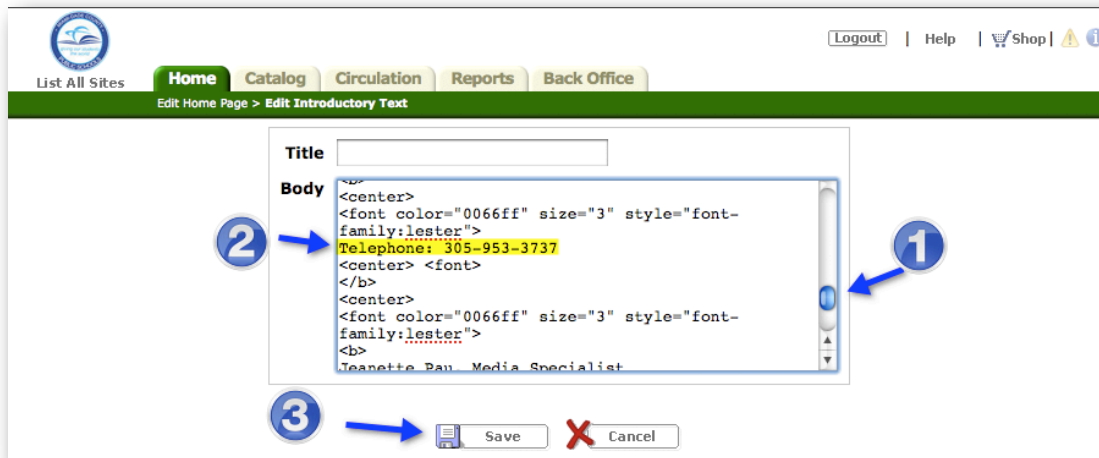 Logout | Help | Shop |
List All Sites
Home Catalog Circulation Reports Back Office
Edit Home Page > Edit Introductory Text
Title
Body
<b>
<center>
<font color="0066ff" size="3" style="font-
family:lester">
Telephone: 305-953-3737
<center> <font>
</b>
<center>
<font color="0066ff" size="3" style="font-
family:lester">
<b>
Jeanette Pau, Media Specialist
2
1
3
Save Cancel